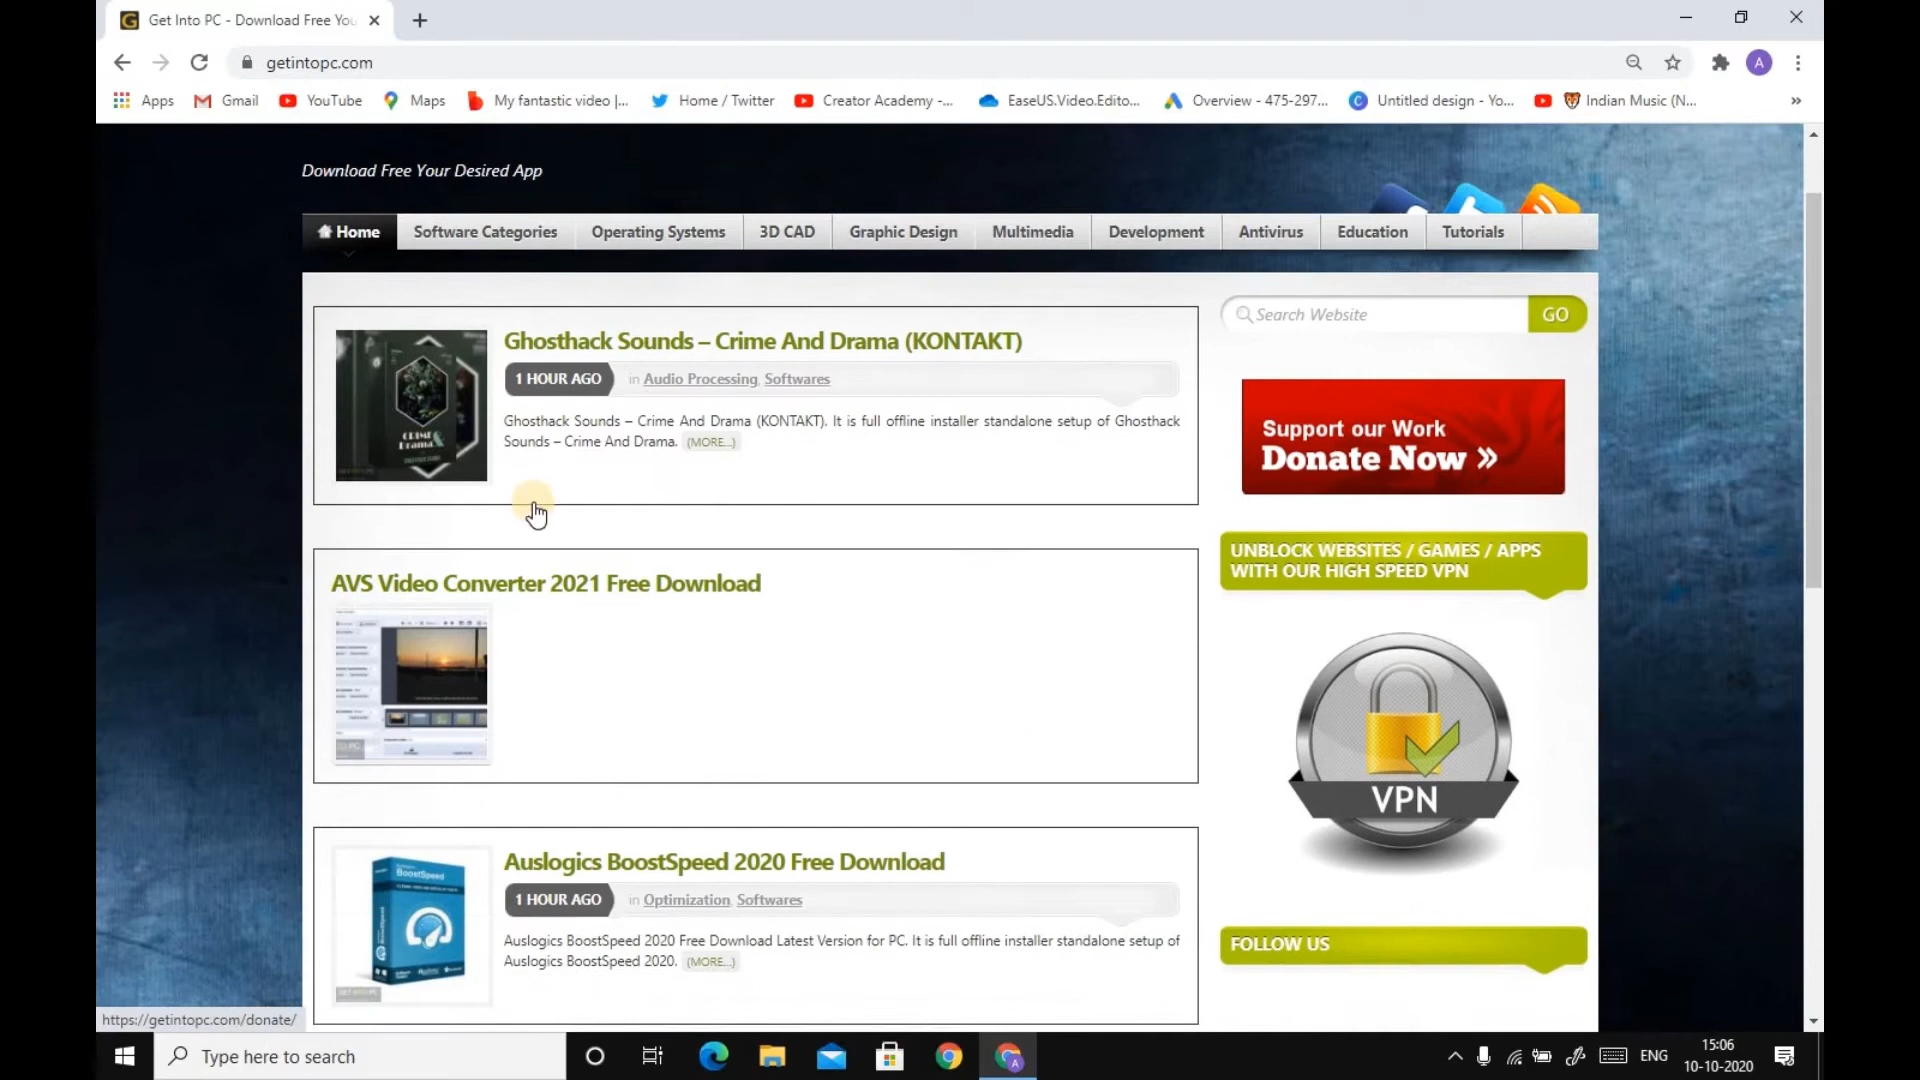 Get Into PC - Download Free You
getintopc.com
Apps
Gmail
YouTube
Maps
My fantastic video |...
Home / Twitter
Creator Academy -...
EaseUS.Video.Edito...
Overview - 475-297...
Untitled design - Yo...
Indian Music (N...
»
Download Free Your Desired App
Home
Software Categories
Operating Systems
3D CAD
Graphic Design
Multimedia
Development
Antivirus
Education
Tutorials
Ghosthack Sounds – Crime And Drama (KONTAKT)
1 HOUR AGO
in Audio Processing, Softwares
Ghosthack Sounds – Crime And Drama (KONTAKT). It is full offline installer standalone setup of Ghosthack
Sounds – Crime And Drama. (MORE...)
CRIME
& Drama
Search Website
GO
Support our Work
Donate Now »
AVS Video Converter 2021 Free Download
UNBLOCK WEBSITES / GAMES / APPS
WITH OUR HIGH SPEED VPN
VPN
Auslogics BoostSpeed 2020 Free Download
1 HOUR AGO
in Optimization, Softwares
Auslogics BoostSpeed 2020 Free Download Latest Version for PC. It is full offline installer standalone setup of
Auslogics BoostSpeed 2020. (MORE...)
BoostSpeed
FOLLOW US
https://getintopc.com/donate/
Type here to search
ENG
15:06
10-10-2020